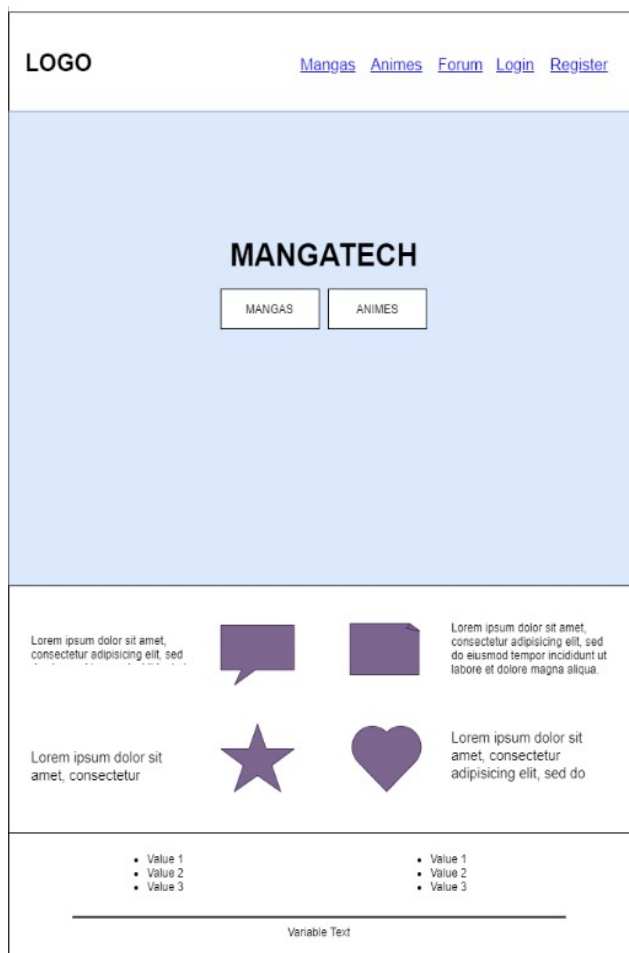 LOGO
Mangas Animes Forum Login Register
MANGATECH
MANGAS ANIMES
Lorem ipsum dolor sit amet,
consectetur adipisicing elit, sed
Lorem ipsum dolor sit amet,
consectetur adipisicing elit, sed
do eiusmod tempor incididunt ut
labore et dolore magna aliqua.
Lorem ipsum dolor sit
amet, consectetur
Lorem ipsum dolor sit
amet, consectetur
adipisicing elit, sed do
Value 1
Value 2
Value 3
Value 1
Value 2
Value 3
Variable Text